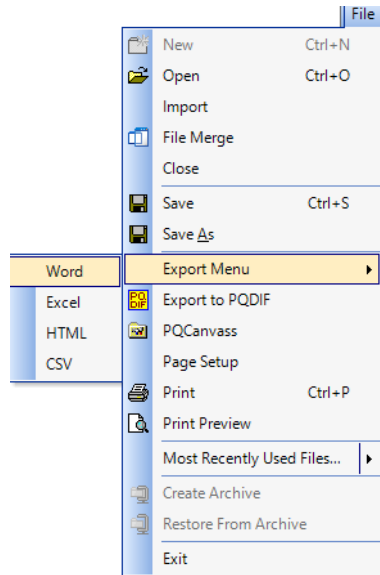 File
New Ctrl+N
Open Ctrl+O
Import
File Merge
Close
Save Ctrl+S
Save As
Export Menu
Word
Excel
HTML
CSV
PQ DIF Export to PQDIF
PQCanvass
Page Setup
Print Ctrl+P
Print Preview
Most Recently Used Files...
Create Archive
Restore From Archive
Exit